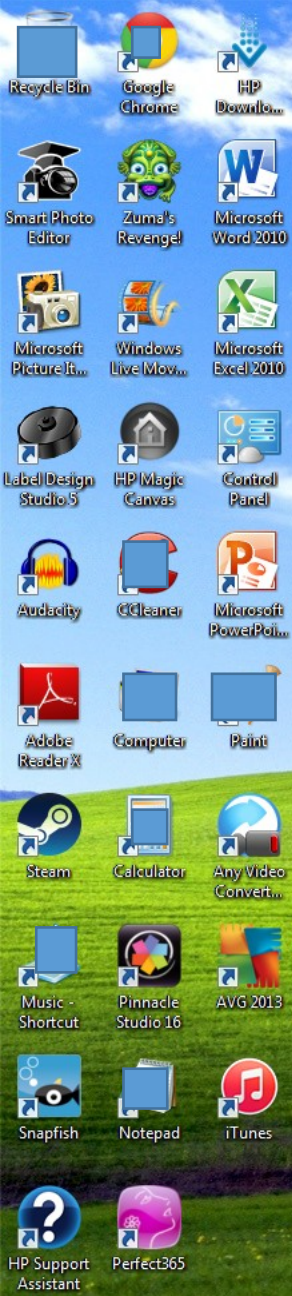 Recycle Bin
Google
Chrome
HP
Downlo...
Smart Photo
Editor
Zuma's
Revenge!
Microsoft
Word 2010
Microsoft
Picture It...
Windows
Live Mov...
Microsoft
Excel 2010
Label Design
Studio 5
HP Magic
Canvas
Control
Panel
Audacity
CCleaner
Microsoft
PowerPoi...
Adobe
Reader X
Computer
Paint
Steam
Calculator
Any Video
Convert...
Music -
Shortcut
Pinnacle
Studio 16
AVG 2013
Snapfish
Notepad
iTunes
HP Support
Assistant
Perfect365